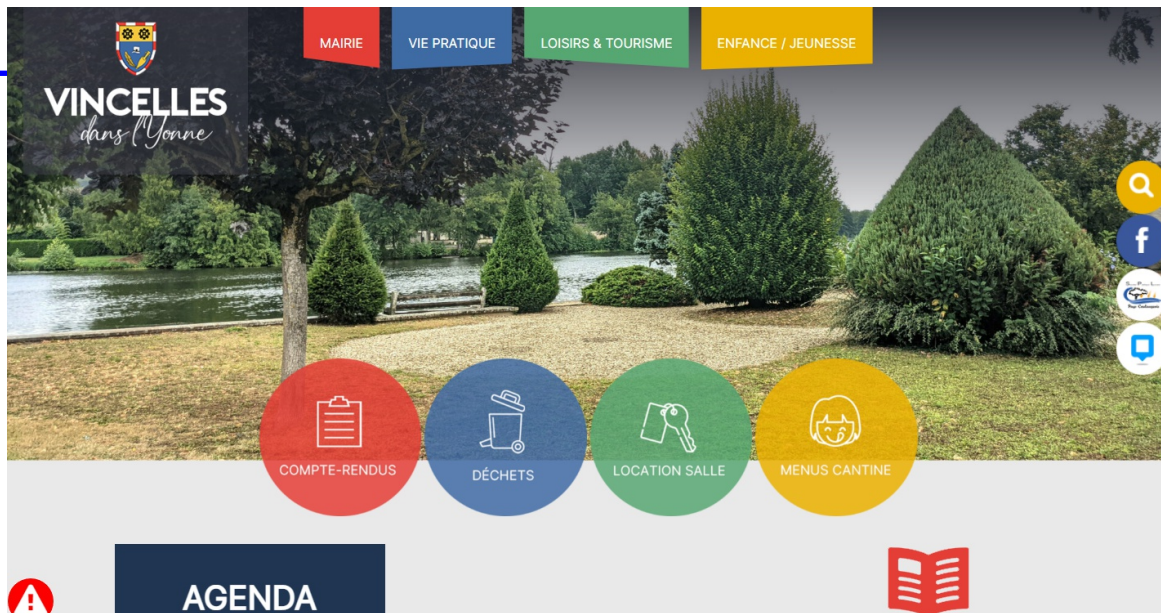 MAIRIE
VIE PRATIQUE
LOISIRS & TOURISME
ENFANCE / JEUNESSE
VINCELLES
dans l'Yonne
f
COMPTE-RENDUS
DÉCHETS
LOCATION SALLE
MENUS CANTINE
AGENDA